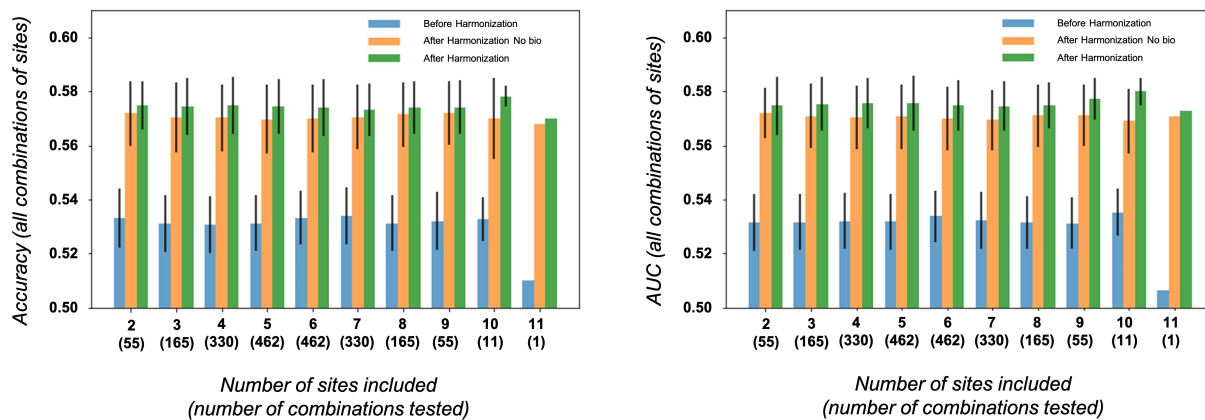 Accuracy (all combinations of sites)
0.60
0.58
0.56
0.54
0.52
0.50
Before Harmonization
After Harmonization No bio
After Harmonization
2 3 4 5 6 7 8 9 10 11
(55) (165) (330) (462) (462) (330) (165) (55) (11) (1)
Number of sites included
(number of combinations tested)
AUC (all combinations of sites)
0.60
0.58
0.56
0.54
0.52
0.50
Before Harmonization
After Harmonization No bio
After Harmonization
2 3 4 5 6 7 8 9 10 11
(55) (165) (330) (462) (462) (330) (165) (55) (11) (1)
Number of sites included
(number of combinations tested)